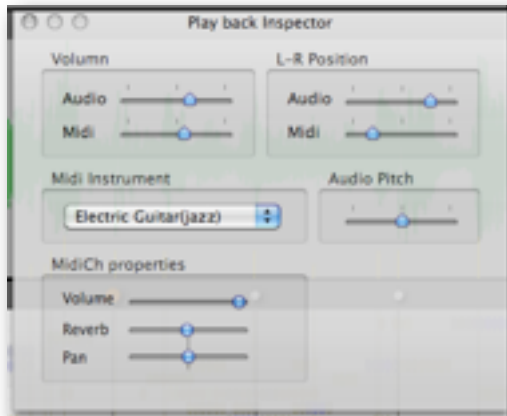 Play back Inspector
Volumn
L-R Position
Audio
Audio
Midi
Midi
Midi Instrument
Audio Pitch
Electric Guitar(jazz)
MidiCh properties
Volume
Reverb
Pan